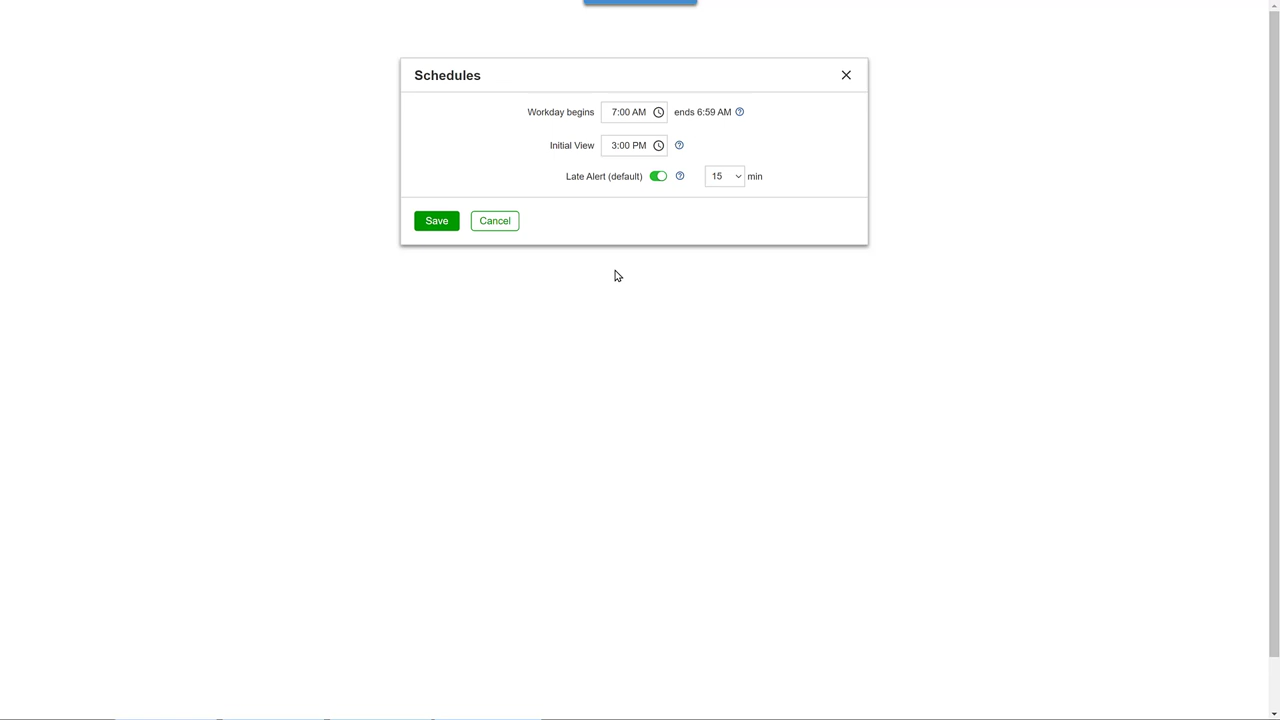 Schedules
Workday begins 7:00 AM ends 6:59 AM
Initial View 3:00 PM
Late Alert (default) 15 min
Save Cancel